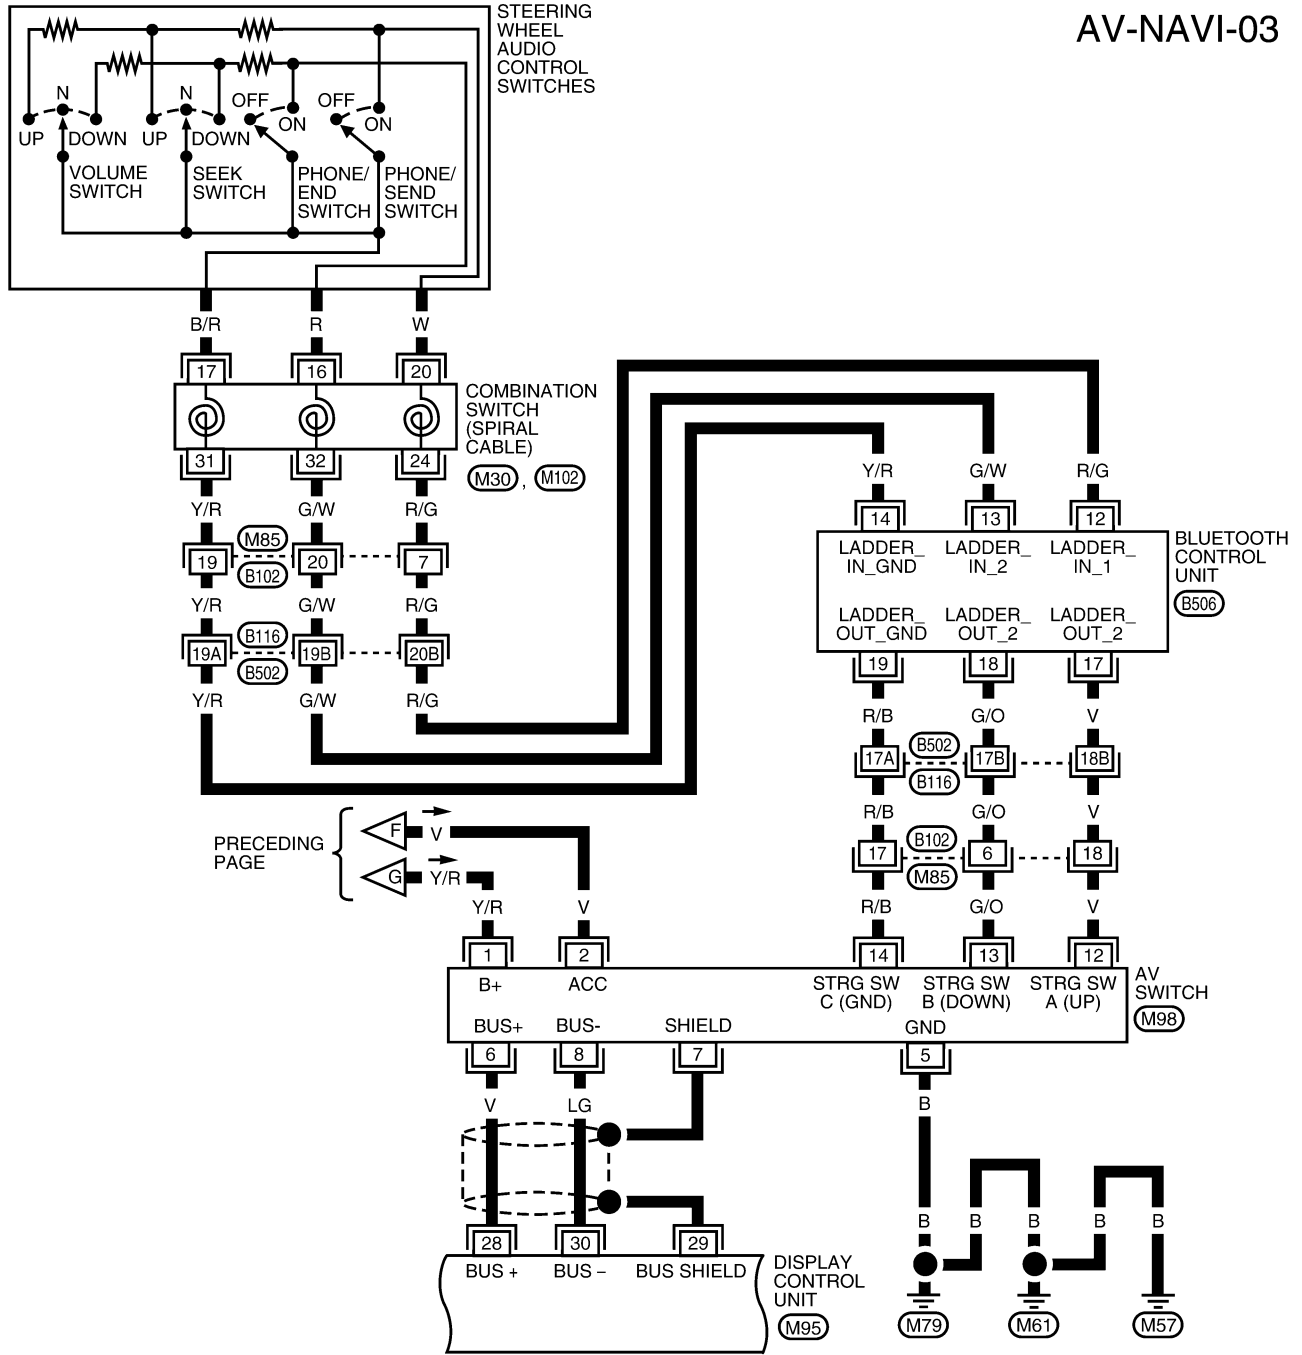 AV-NAVI-03
STEERING
WHEEL
AUDIO
CONTROL
SWITCHES
N
N
OFF
OFF
ON
ON
UP
DOWN
UP
DOWN
VOLUME
SWITCH
SEEK
SWITCH
PHONE/
END
SWITCH
PHONE/
SEND
SWITCH
B/R
R
W
17
16
20
COMBINATION
SWITCH
(SPIRAL
CABLE)
M30 , M102
31
32
24
Y/R
G/W
R/G
M85
19
20
7
B102
Y/R
G/W
R/G
B116
19A
19B
20B
B502
Y/R
G/W
R/G
Y/R
G/W
R/G
14
13
12
LADDER_
IN_GND
LADDER_
IN_2
LADDER_
IN_1
BLUETOOTH
CONTROL
UNIT
B506
LADDER_
OUT_GND
LADDER_
OUT_2
LADDER_
OUT_2
19
18
17
R/B
G/O
V
B502
17A
17B
18B
B116
R/B
G/O
V
B102
17
6
18
M85
R/B
G/O
V
PRECEDING
PAGE
F
V
G
Y/R
Y/R
V
1
2
14
13
12
B+
ACC
STRG SW
C (GND)
STRG SW
B (DOWN)
STRG SW
A (UP)
AV
SWITCH
M98
BUS+
BUS-
SHIELD
GND
6
8
7
5
V
LG
B
B
B
B
B
B
28
30
29
BUS +
BUS –
BUS SHIELD
DISPLAY
CONTROL
UNIT
M95
M79
M61
M57